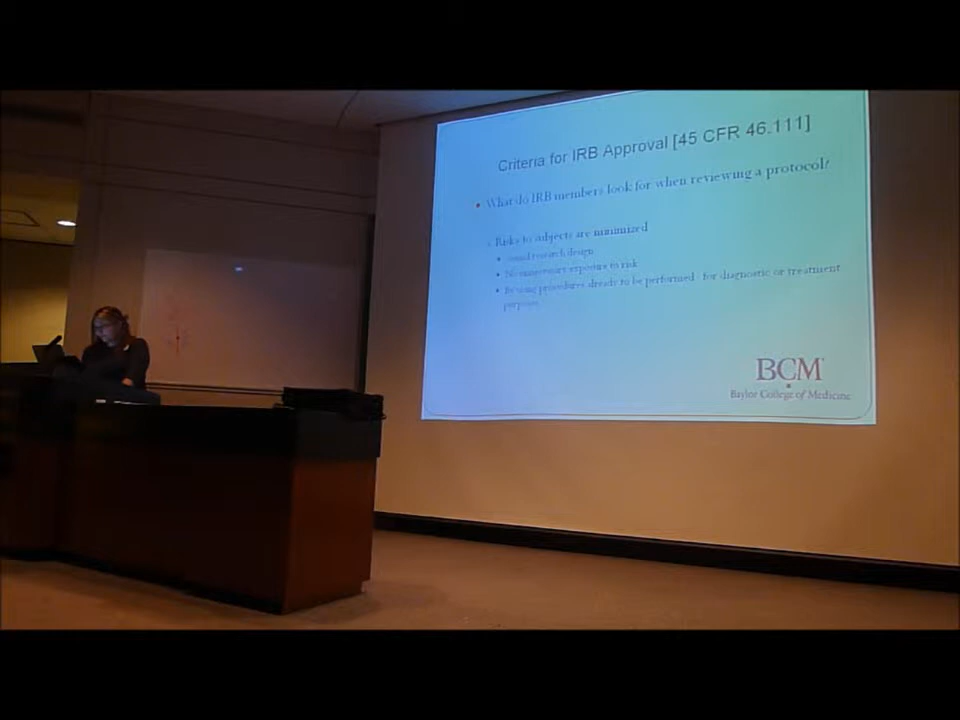 Criteria for IRB Approval [45 CFR 46.111]
What do IRB members look for when reviewing a protocol?
Risks to subjects are minimized
sound research design
No unnecessary exposure to risk
By using procedures already to be performed for diagnostic or treatment
purposes
BCM
Baylor College of Medicine